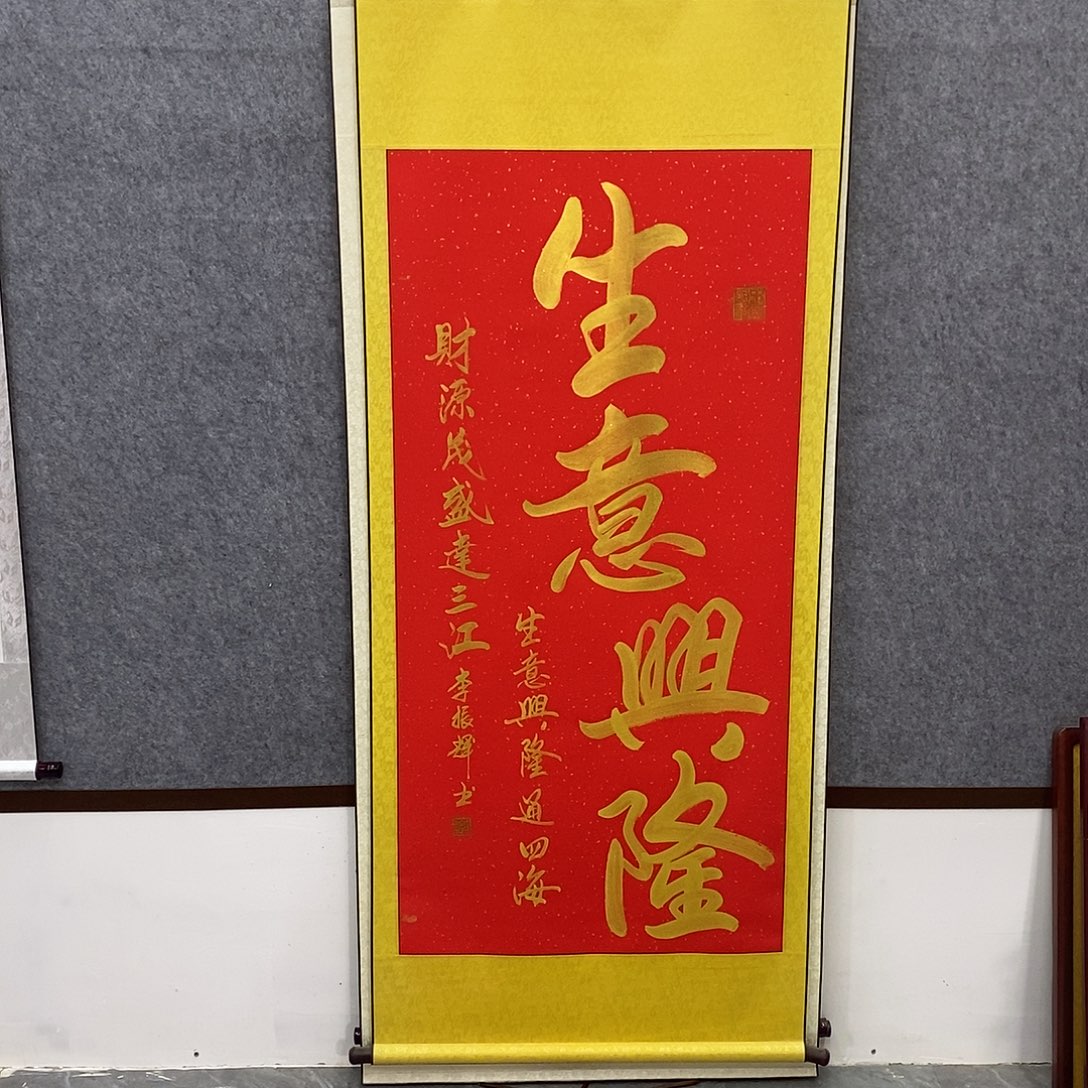 生意興隆
生意興隆通四海
財源茂盛達三江
李振輝书